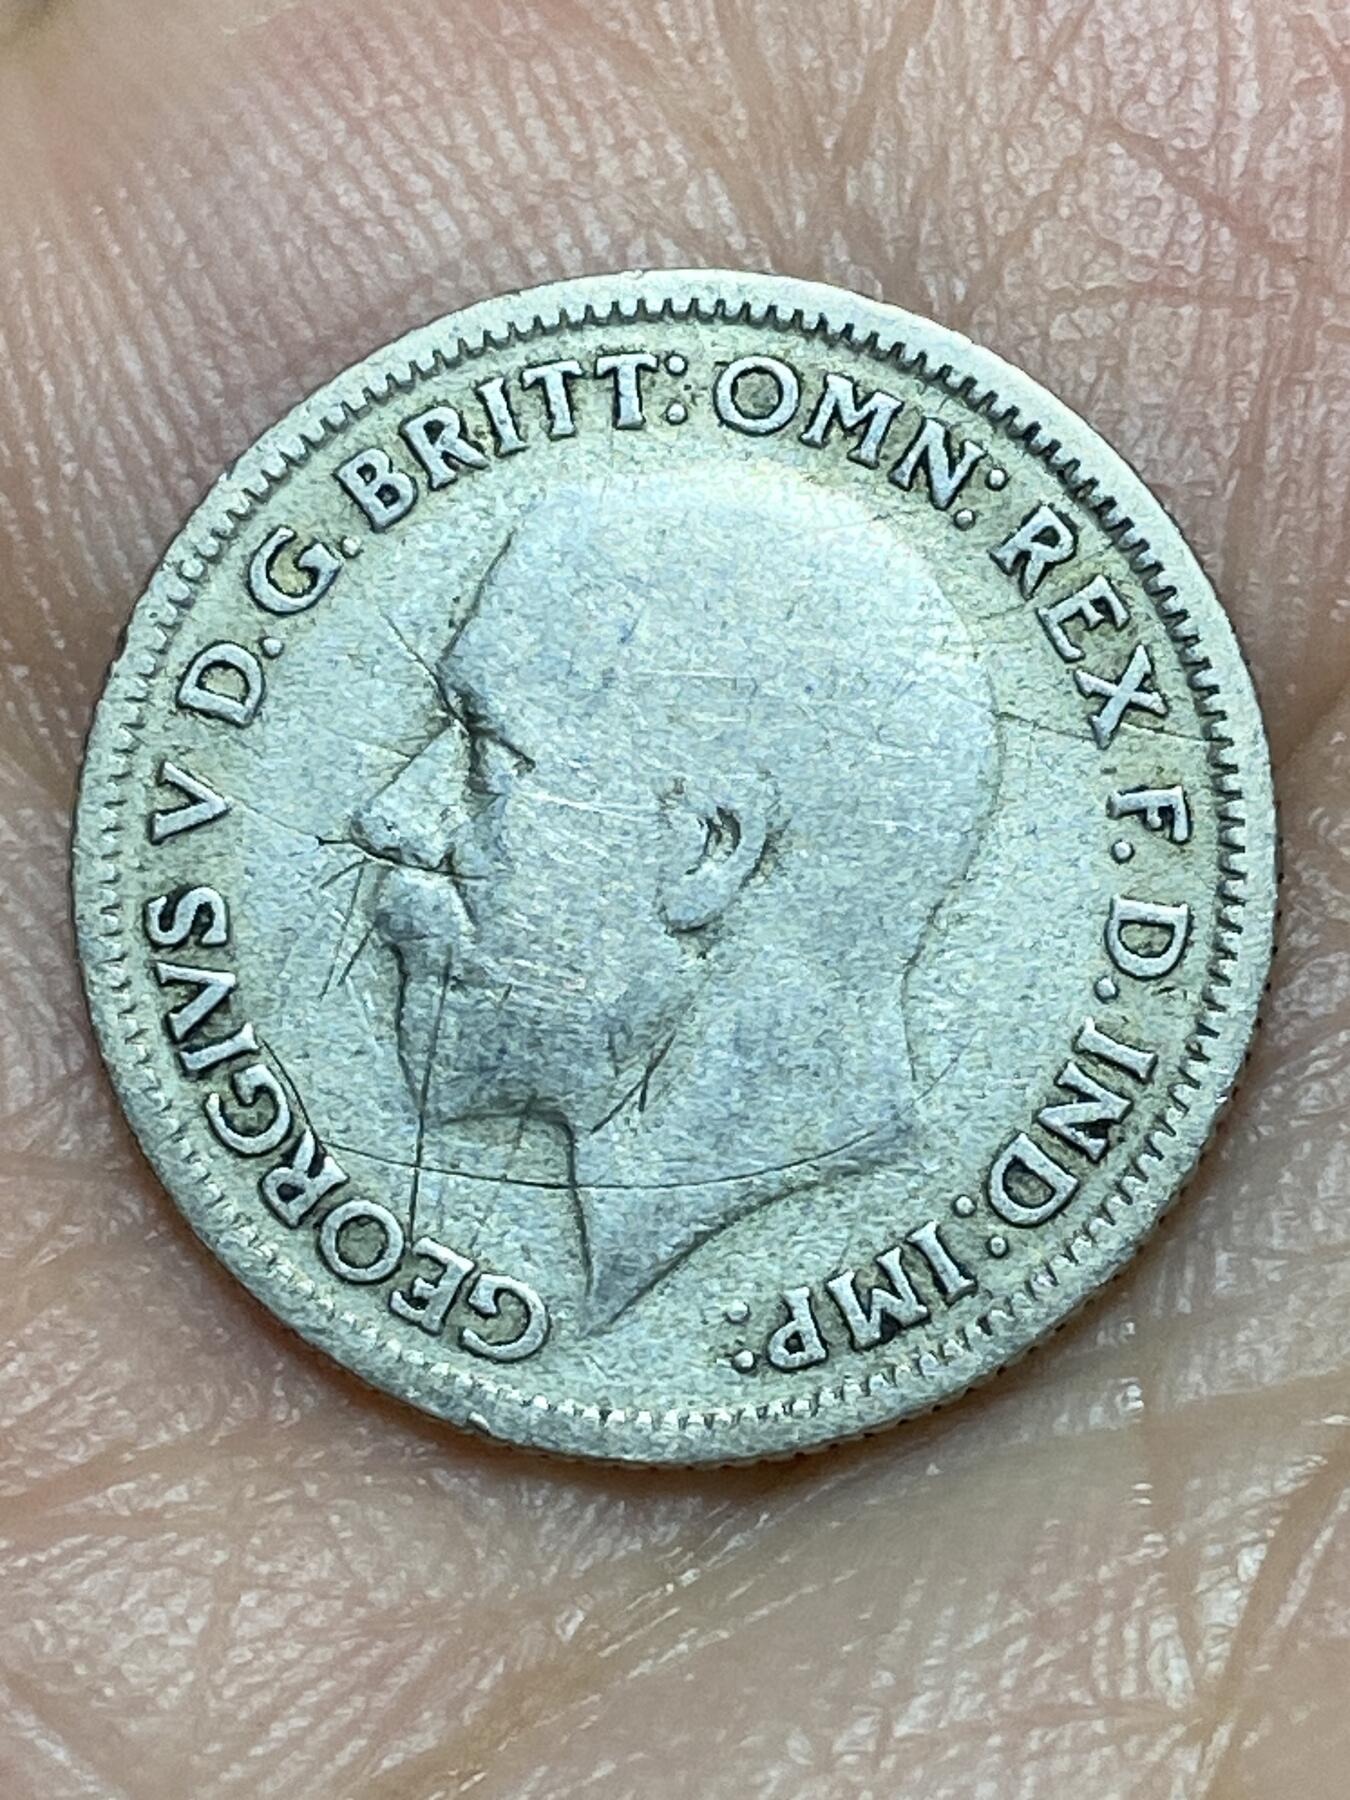 GEORGIVS V D.G. BRITT: OMN: REX F.D. IND: IMP: